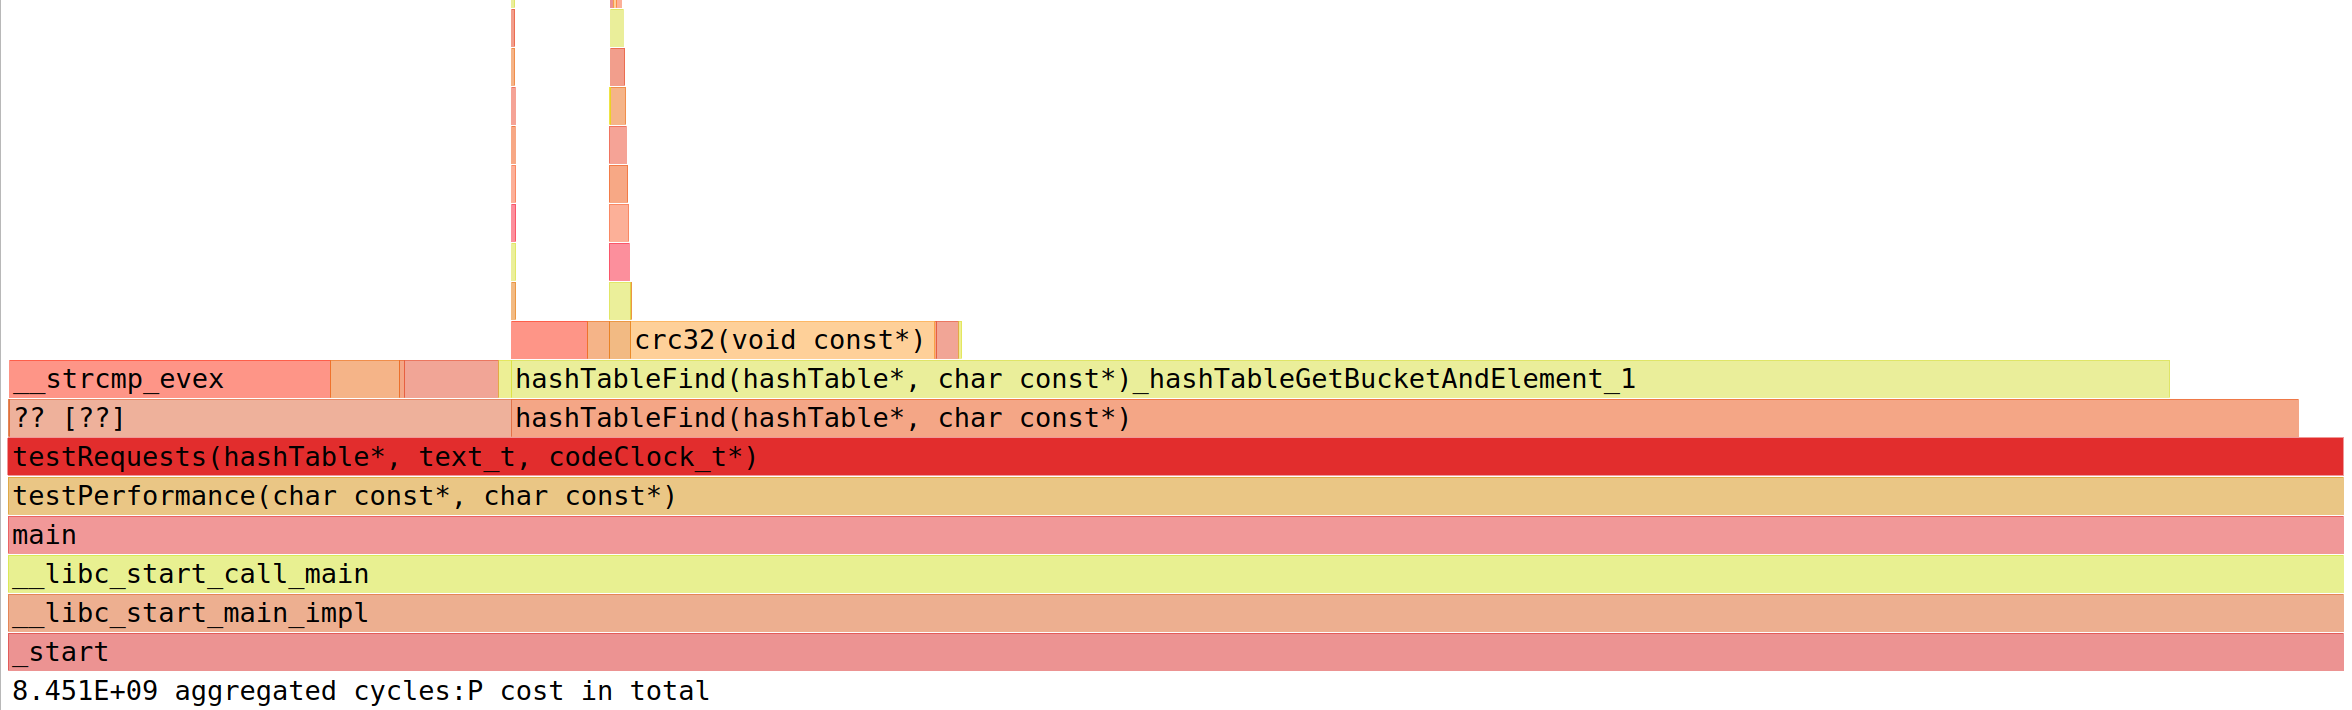 crc32(void const*)
__strcmp_evex hashTableFind(hashTable*, char const*)_hashTableGetBucketAndElement_1
?? [??] hashTableFind(hashTable*, char const*)
testRequests(hashTable*, text_t, codeClock_t*)
testPerformance(char const*, char const*)
main
__libc_start_call_main
__libc_start_main_impl
_start
8.451E+09 aggregated cycles:P cost in total